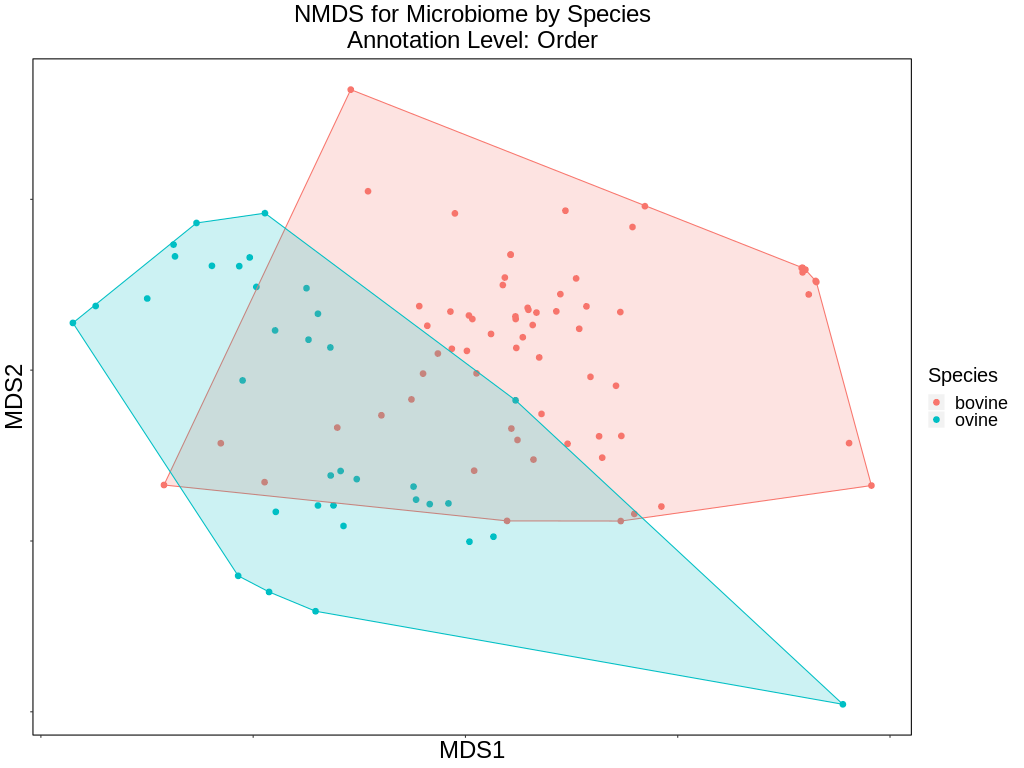 NMDS for Microbiome by Species
Annotation Level: Order
MDS2
Species
bovine
ovine
MDS1